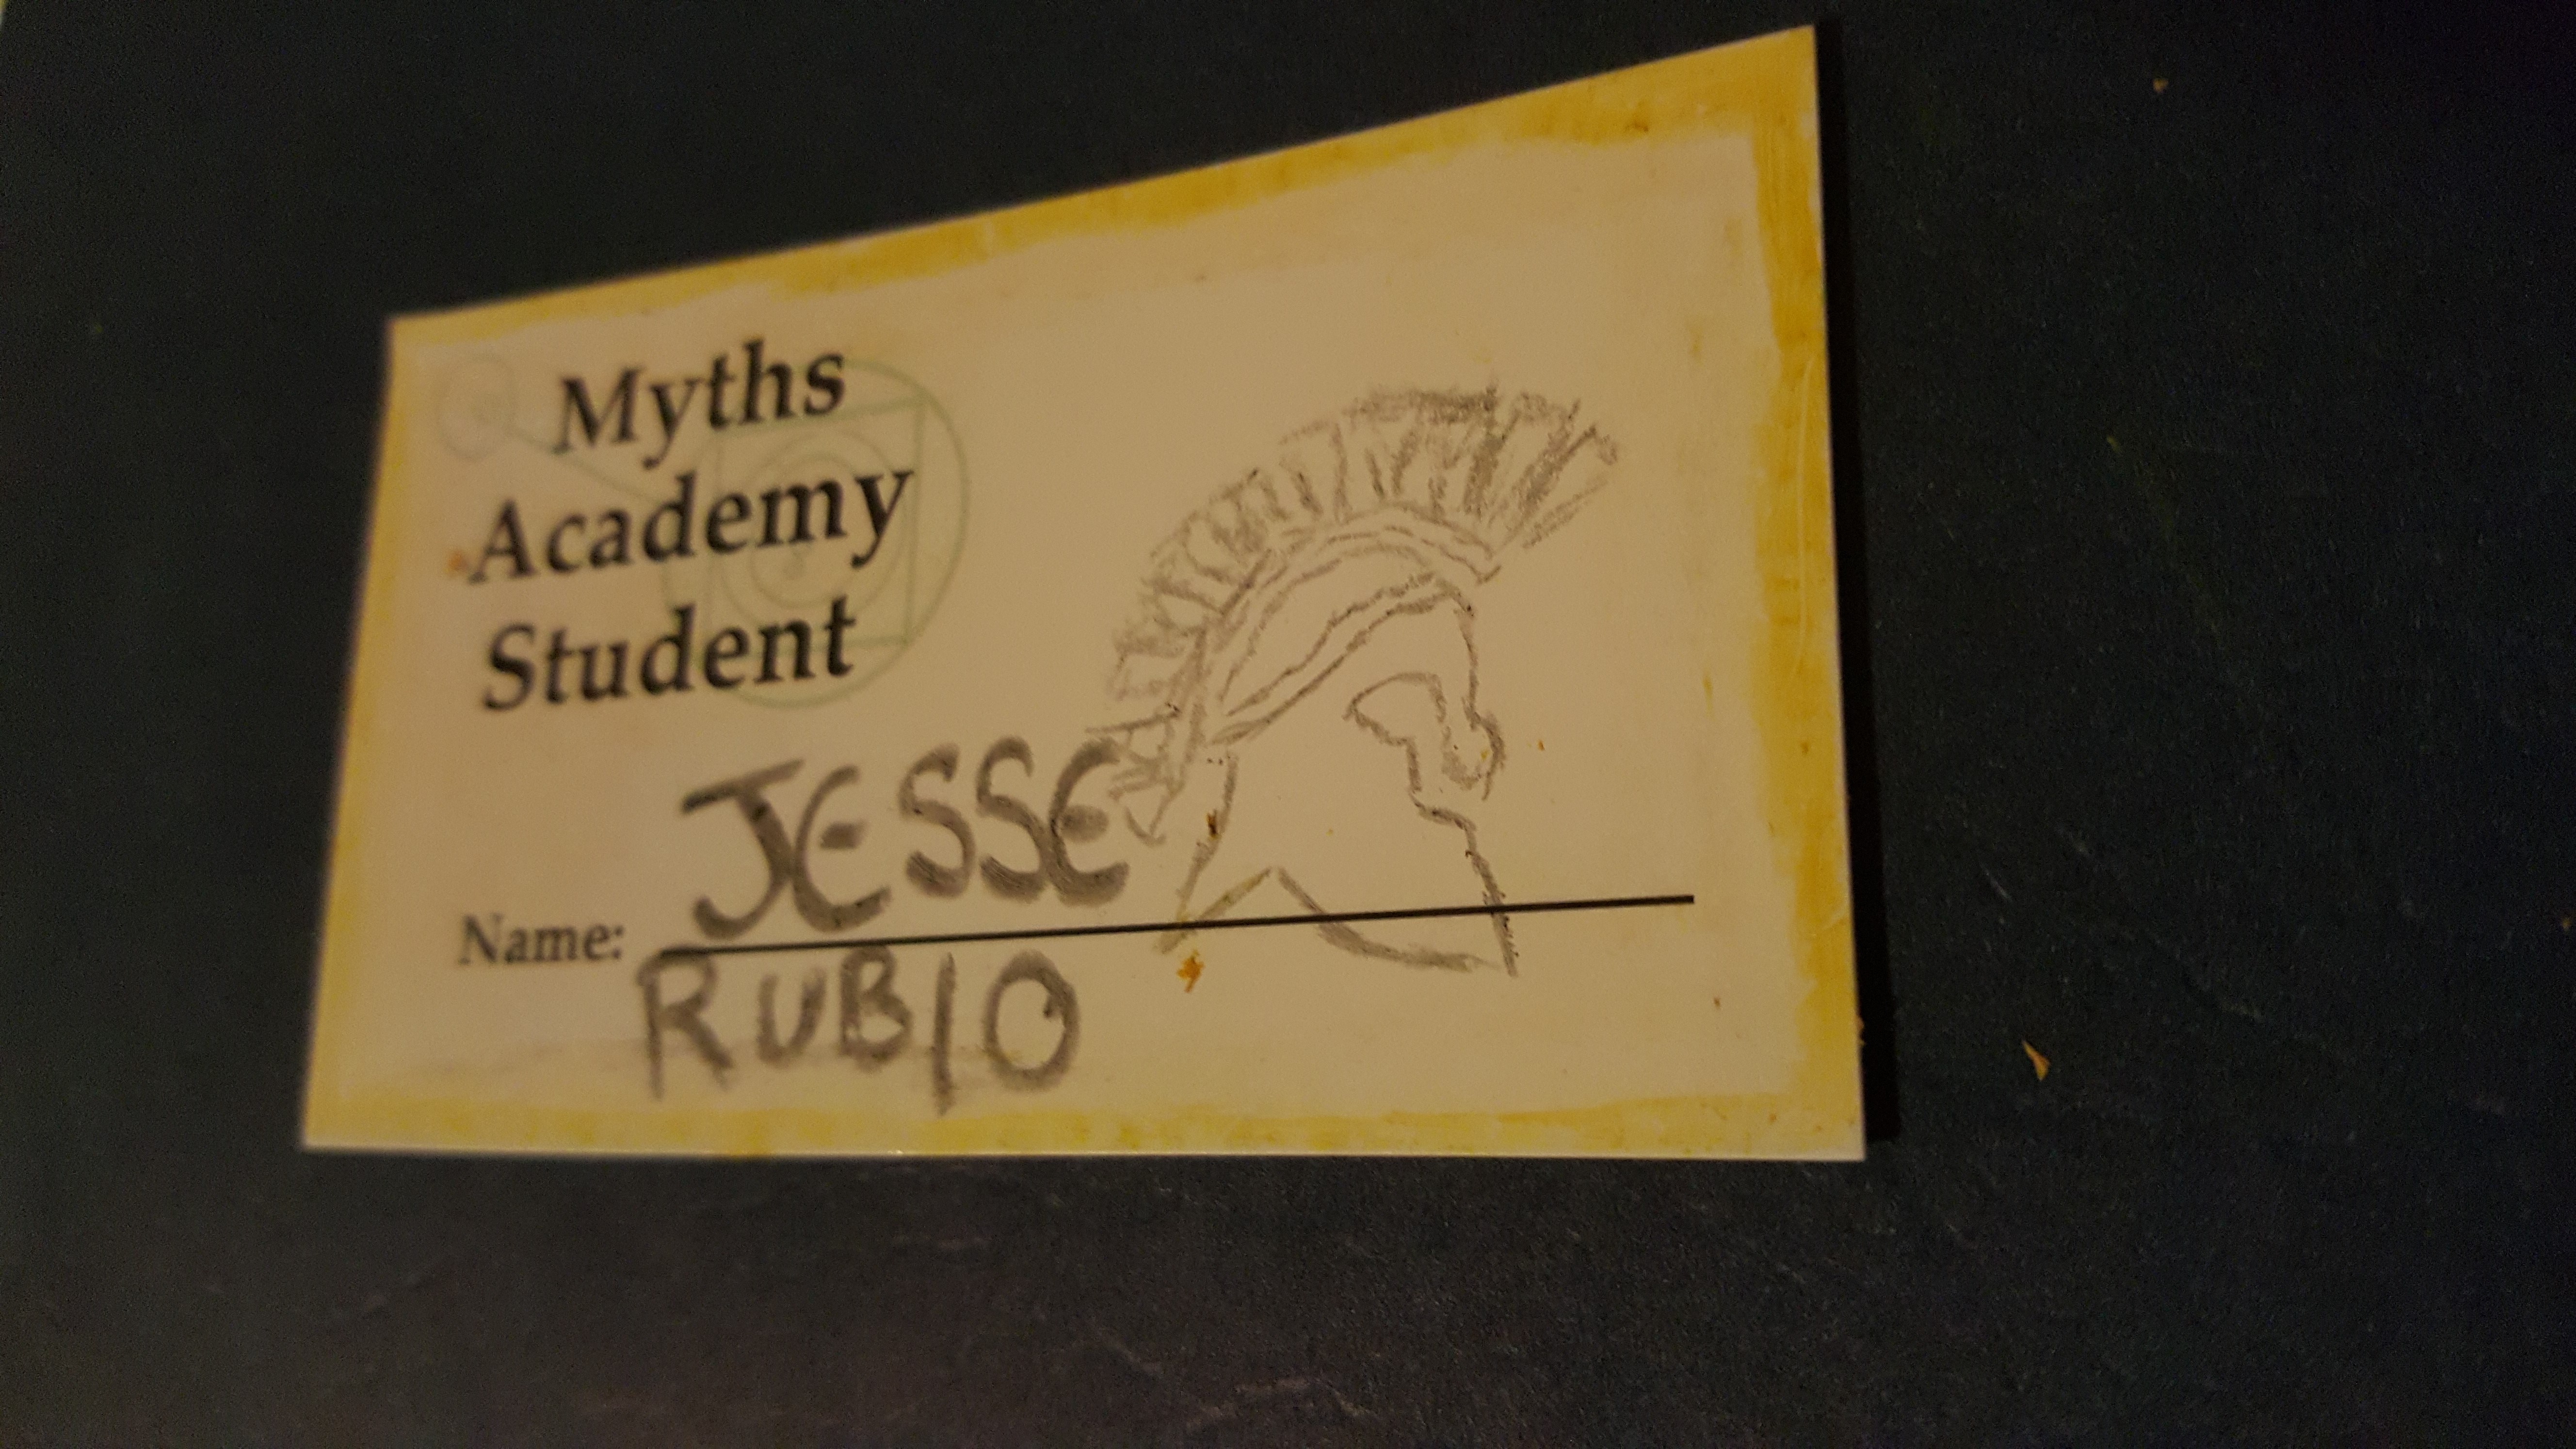 Myths
Academy
Student
Name: JESSE
RUBIO